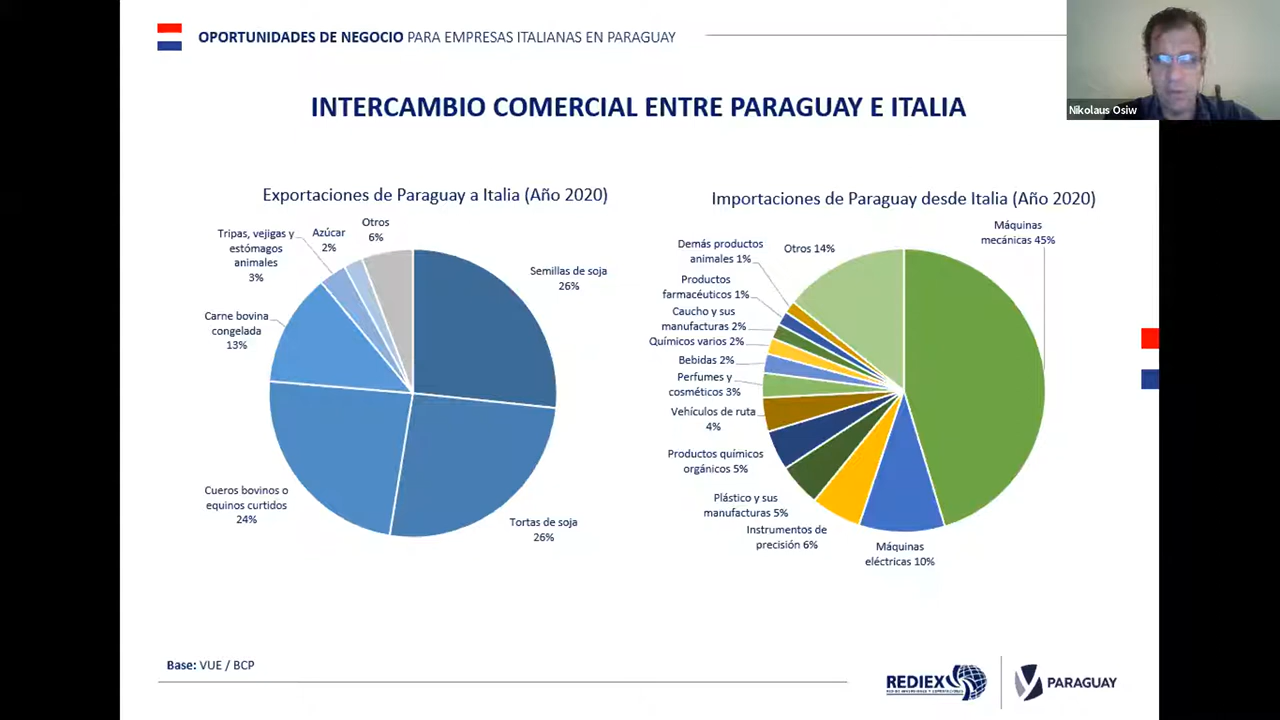 OPORTUNIDADES DE NEGOCIO PARA EMPRESAS ITALIANAS EN PARAGUAY
Nikolaus Osiw
INTERCAMBIO COMERCIAL ENTRE PARAGUAY E ITALIA
Exportaciones de Paraguay a Italia (Año 2020)
Otros
6%
Azúcar
2%
Tripas, vejigas y
estómagos
animales
3%
Carne bovina
congelada
13%
Cueros bovinos o
equinos curtidos
24%
Semillas de soja
26%
Tortas de soja
26%
Importaciones de Paraguay desde Italia (Año 2020)
Máquinas
mecánicas 45%
Otros 14%
Demás productos
animales 1%
Productos
farmacéuticos 1%
Caucho y sus
manufacturas 2%
Químicos varios 2%
Bebidas 2%
Perfumes y
cosméticos 3%
Vehículos de ruta
4%
Productos químicos
orgánicos 5%
Plástico y sus
manufacturas 5%
Instrumentos de
precisión 6%
Máquinas
eléctricas 10%
Base: VUE / BCP
REDIEX
RED DE INVERSIONES Y EXPORTACIONES
PARAGUAY